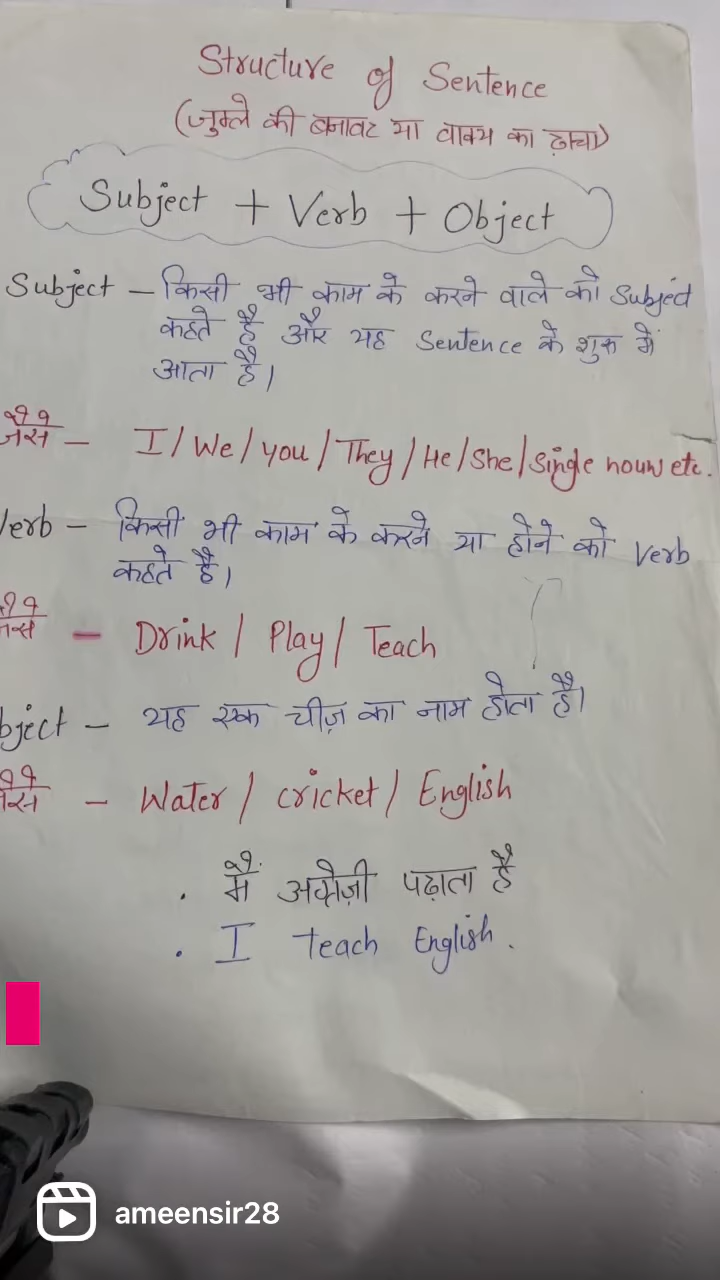 Structure of Sentence
(जुम्ले की बनावट या वाक्य का ढ़ाचा)
Subject + Verb + Object
Subject – किसी भी काम के करने वाले को Subject
कहते है और यह Sentence के शुरू में
आता है।
जैसे – I / We / you / They / He / She / Single noun etc.
Verb – किसी भी काम के करने या होने को Verb
कहते है।
जैसे – Drink / Play / Teach
bject – यह एक चीज़ का नाम होता है।
जैसे – Water / cricket / English
. मैं अंग्रेज़ी पढ़ाता है
. I teach English.
ameensir28